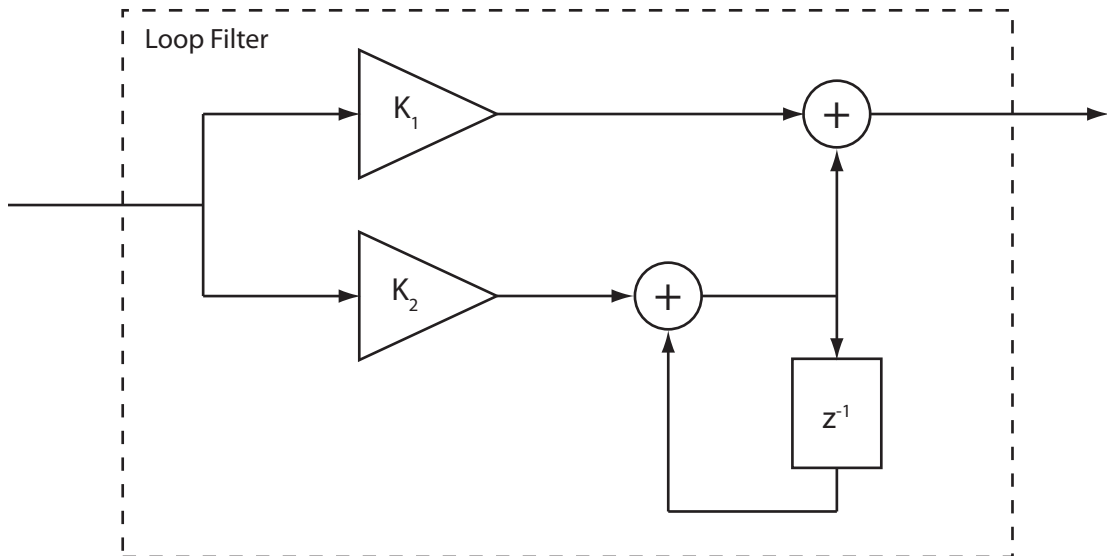 Loop Filter
K₁
+
K₂
+
z⁻¹